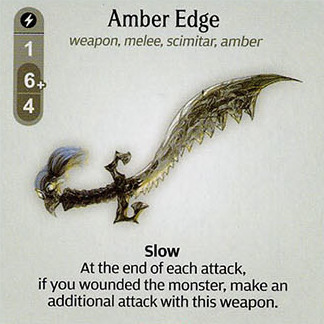 Amber Edge
weapon, melee, scimitar, amber
1
6+
4
Slow
At the end of each attack,
if you wounded the monster, make an
additional attack with this weapon.